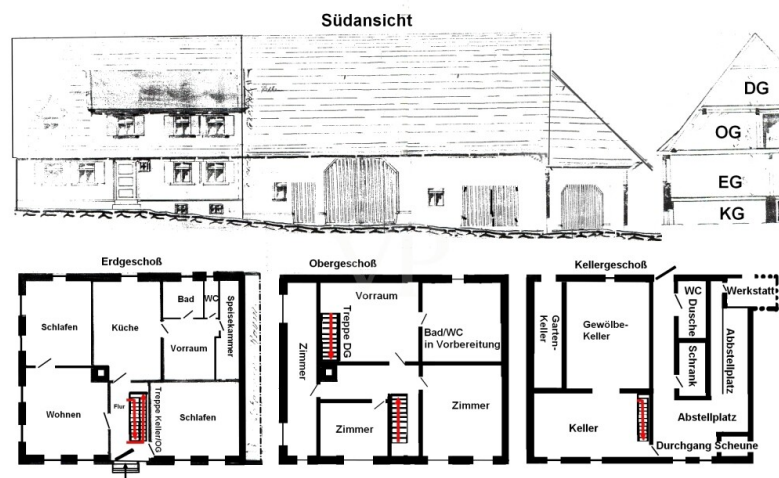 Südansicht
DG
OG
EG
KG
Erdgeschoß
Schlafen
Küche
Bad
WC
Speisekammer
Vorraum
Wohnen
Flur
Treppe Keller/OG
Schlafen
Obergeschoß
Vorraum
Treppe DG
Zimmer
Bad/WC
in Vorbereitung
Zimmer
Zimmer
Kellergeschoß
Garten-
Keller
Gewölbe-
Keller
WC
Dusche
Werkstatt
Schrank
Abbstellplatz
Keller
Abstellplatz
Durchgang Scheune
VP